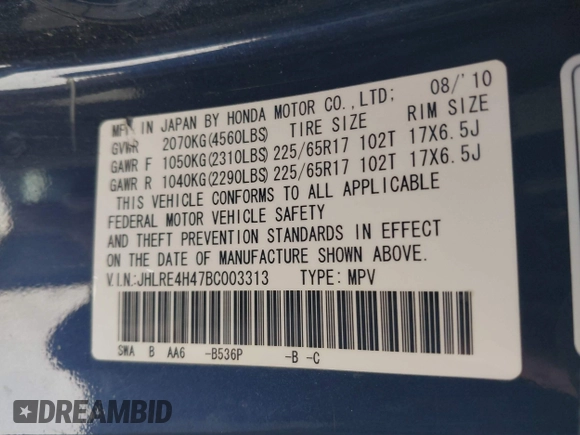 MFD IN JAPAN BY HONDA MOTOR CO.,LTD; 08/'10
GVWR 2070KG(4560LBS) TIRE SIZE RIM SIZE
GAWR F 1050KG(2310LBS) 225/65R17 102T 17X6.5J
GAWR R 1040KG(2290LBS) 225/65R17 102T 17X6.5J
THIS VEHICLE CONFORMS TO ALL APPLICABLE
FEDERAL MOTOR VEHICLE SAFETY
AND THEFT PREVENTION STANDARDS IN EFFECT
ON THE DATE OF MANUFACTURE SHOWN ABOVE.
V.I.N.:JHLRE4H47BC003313 TYPE: MPV
SWA B AA6 -B536P -B -C
DREAMBID